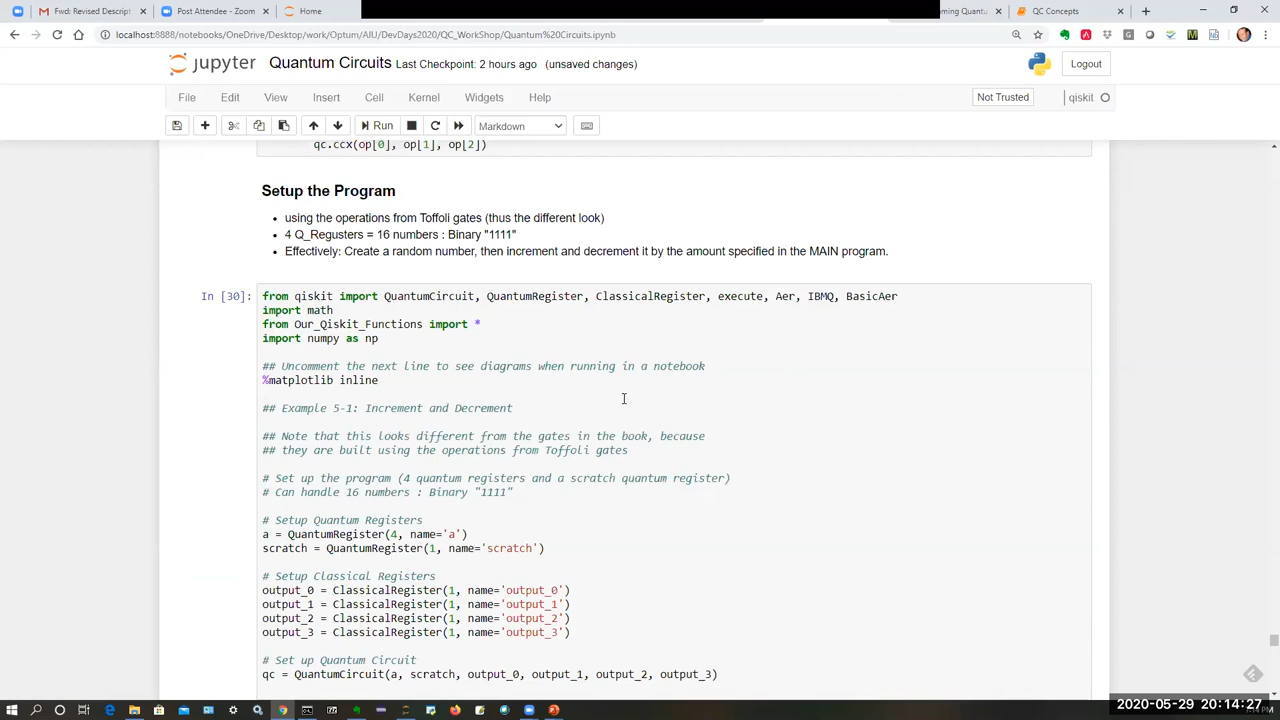 Fwd: Revised Descript
Post Attendee - Zoom
Home
ming Quantum
QC Concepts
localhost:8888/notebooks/OneDrive/Desktop/work/Optum/AIU/DevDays2020/QC_WorkShop/Quantum%20Circuits.ipynb
jupyter Quantum Circuits Last Checkpoint: 2 hours ago (unsaved changes) Logout
File Edit View Insert Cell Kernel Widgets Help Not Trusted qiskit
Run Markdown
qc.ccx(op[0], op[1], op[2])
Setup the Program
using the operations from Toffoli gates (thus the different look)
4 Q_Regusters = 16 numbers : Binary "1111"
Effectively: Create a random number, then increment and decrement it by the amount specified in the MAIN program.
In [30]: from qiskit import QuantumCircuit, QuantumRegister, ClassicalRegister, execute, Aer, IBMQ, BasicAer
import math
from Our_Qiskit_Functions import *
import numpy as np
## Uncomment the next line to see diagrams when running in a notebook
%matplotlib inline
## Example 5-1: Increment and Decrement
## Note that this looks different from the gates in the book, because
## they are built using the operations from Toffoli gates
# Set up the program (4 quantum registers and a scratch quantum register)
# Can handle 16 numbers : Binary "1111"
# Setup Quantum Registers
a = QuantumRegister(4, name='a')
scratch = QuantumRegister(1, name='scratch')
# Setup Classical Registers
output_0 = ClassicalRegister(1, name='output_0')
output_1 = ClassicalRegister(1, name='output_1')
output_2 = ClassicalRegister(1, name='output_2')
output_3 = ClassicalRegister(1, name='output_3')
# Set up Quantum Circuit
qc = QuantumCircuit(a, scratch, output_0, output_1, output_2, output_3)
2020-05-29 20:14:27